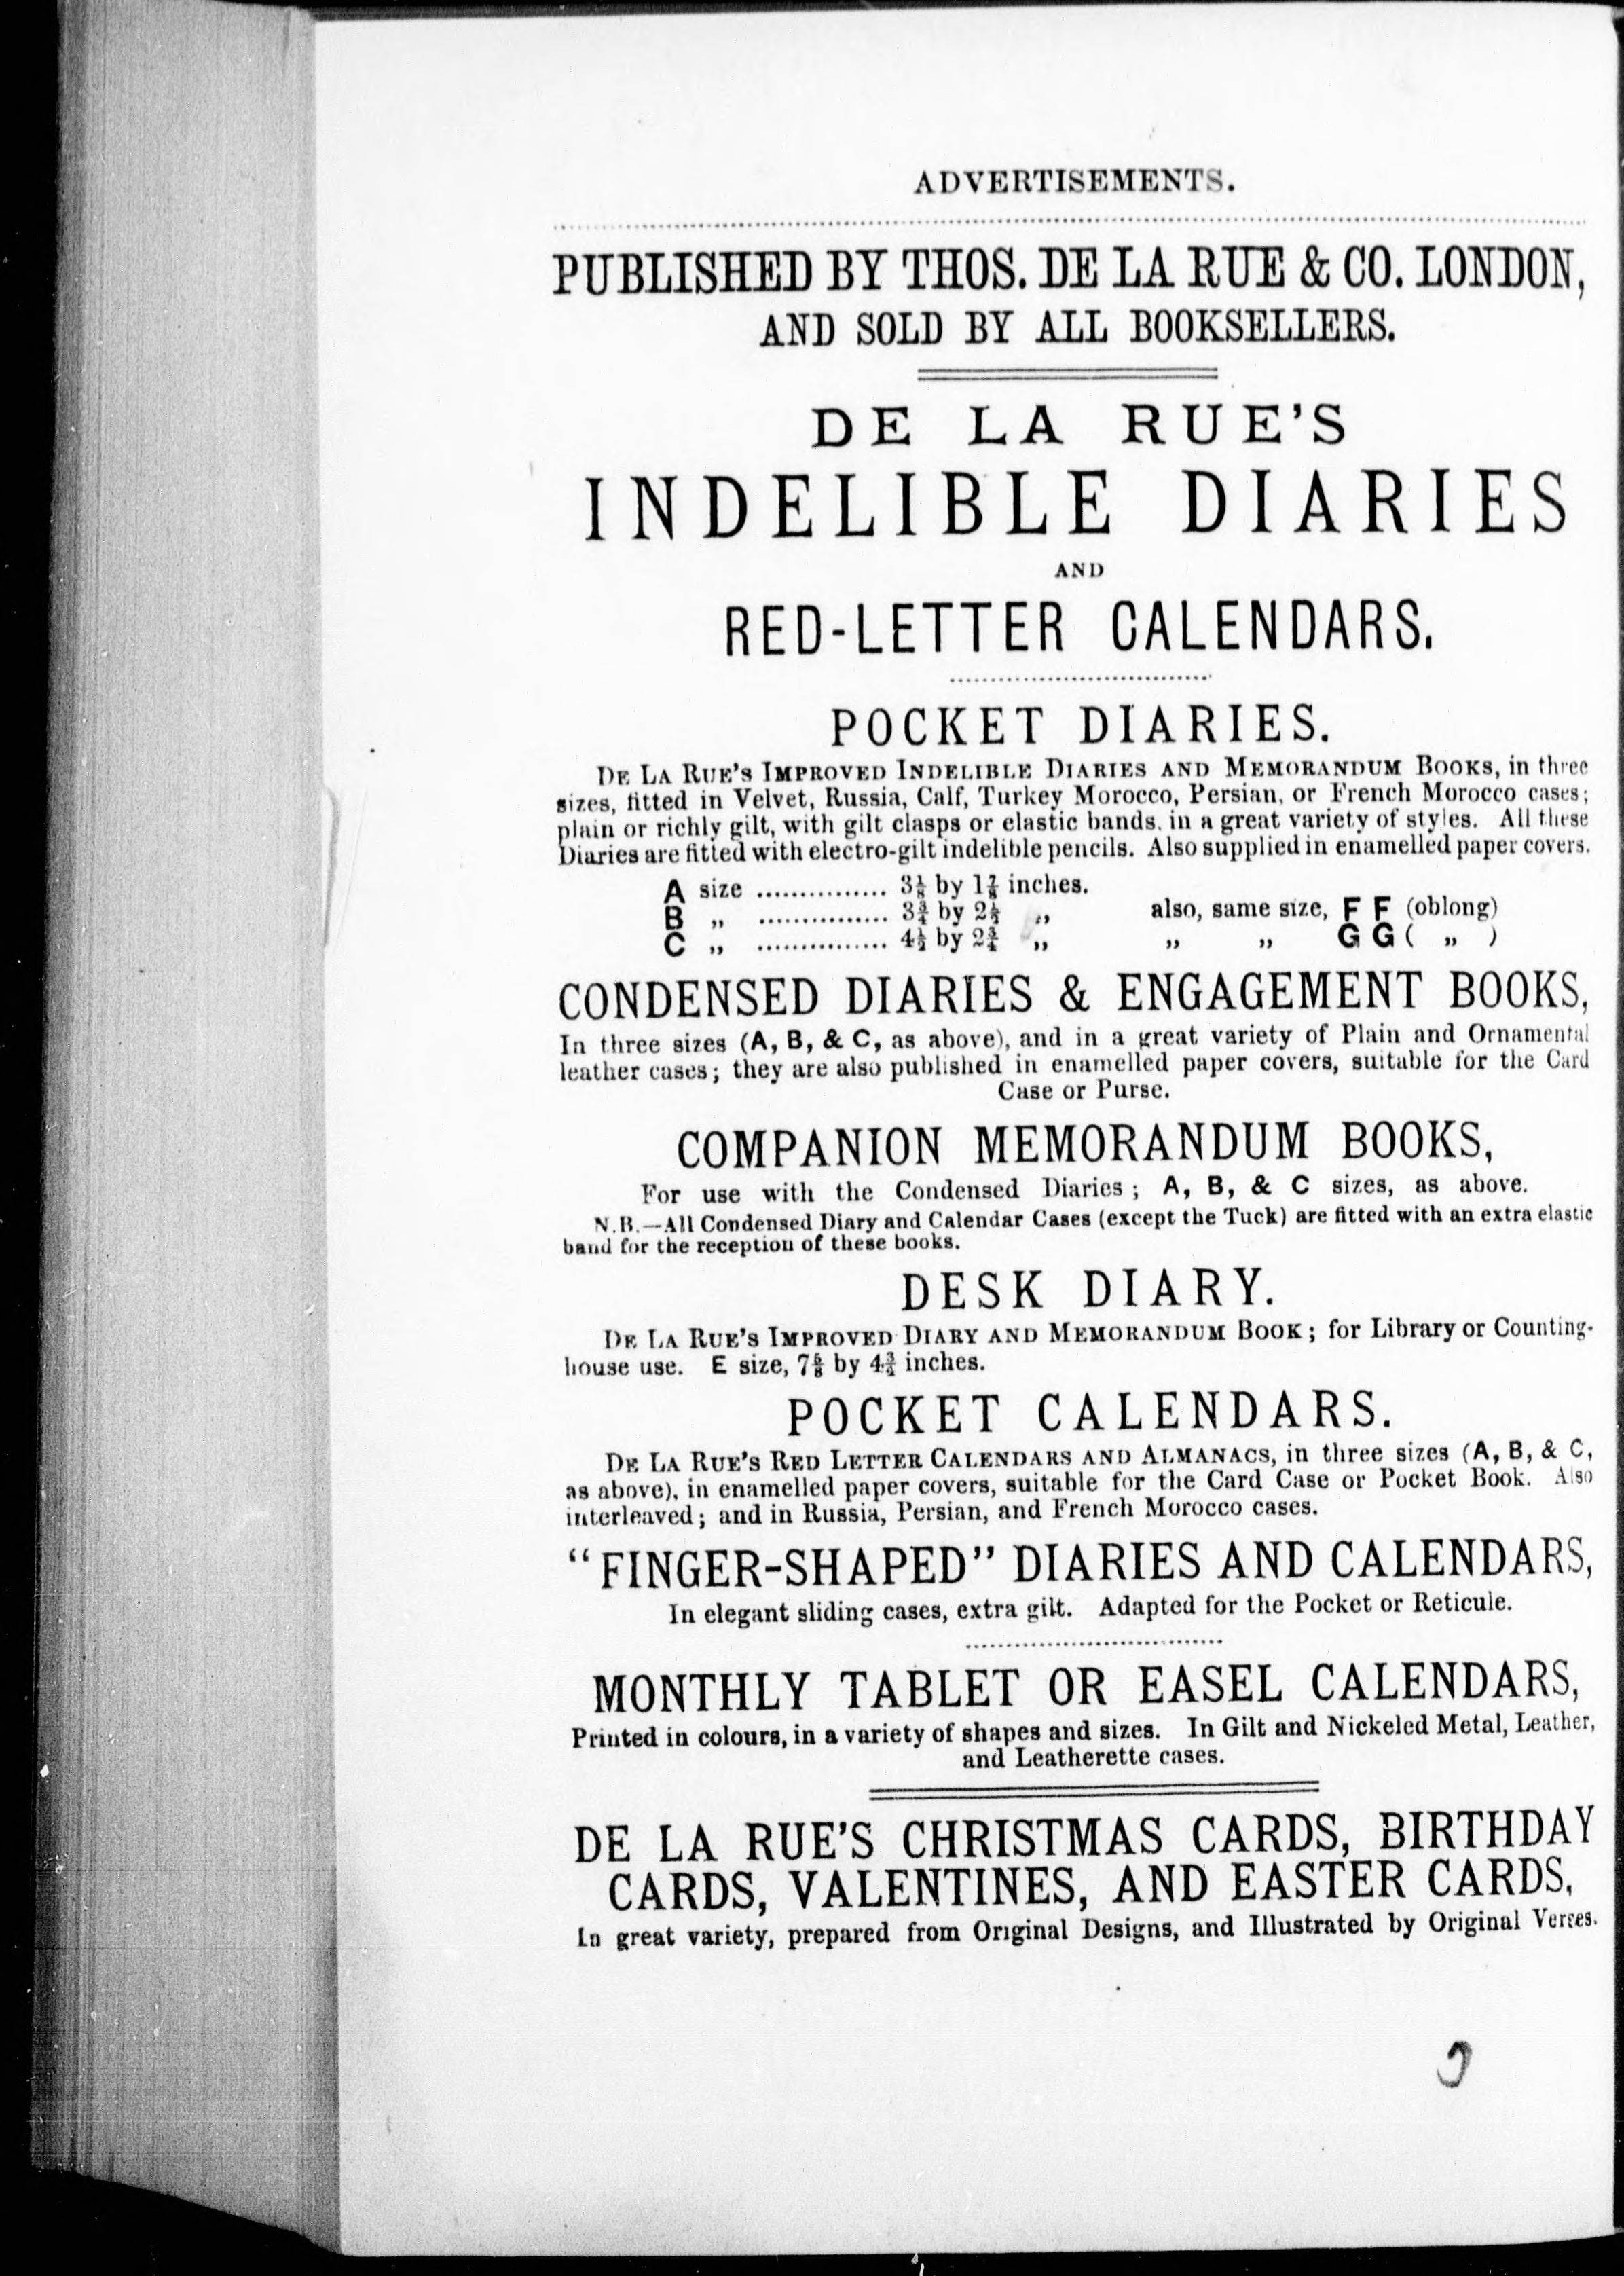 ADVERTISEMENTS.
PUBLISHED BY THOS. DE LA RUE & CO. LONDON,
AND SOLD BY ALL BOOKSELLERS.
DE LA RUE'S
INDELIBLE DIARIES
AND
RED-LETTER CALENDARS.
POCKET DIARIES.
DE LA RUE'S IMPROVED INDELIBLE DIARIES AND MEMORANDUM BOOKS, in three
sizes, fitted in Velvet, Russia, Calf, Turkey Morocco, Persian, or French Morocco cases;
plain or richly gilt, with gilt clasps or elastic bands, in a great variety of styles. All these
Diaries are fitted with electro-gilt indelible pencils. Also supplied in enamelled paper covers.
A size ............... 3⅛ by 1⅞ inches.
B „ ............... 3¾ by „ also, same size, F F (oblong)
C „ ............... 4½ by 2¾ „ „ „ G G ( „ )
CONDENSED DIARIES & ENGAGEMENT BOOKS,
In three sizes (A, B, & C, as above), and in a great variety of Plain and Ornamental
leather cases; they are also published in enamelled paper covers, suitable for the Card
Case or Purse.
COMPANION MEMORANDUM BOOKS,
For use with the Condensed Diaries; A, B, & C sizes, as above.
N.B.—All Condensed Diary and Calendar Cases (except the Tuck) are fitted with an extra elastic
band for the reception of these books.
DESK DIARY.
DE LA RUE'S IMPROVED DIARY AND MEMORANDUM BOOK; for Library or Counting-
house use. E size, 7⅝ by 4¾ inches.
POCKET CALENDARS.
DE LA RUE'S RED LETTER CALENDARS AND ALMANACS, in three sizes (A, B, & C,
as above), in enamelled paper covers, suitable for the Card Case or Pocket Book. Also
interleaved; and in Russia, Persian, and French Morocco cases.
"FINGER-SHAPED" DIARIES AND CALENDARS,
In elegant sliding cases, extra gilt. Adapted for the Pocket or Reticule.
MONTHLY TABLET OR EASEL CALENDARS,
Printed in colours, in a variety of shapes and sizes. In Gilt and Nickeled Metal, Leather,
and Leatherette cases.
DE LA RUE'S CHRISTMAS CARDS, BIRTHDAY
CARDS, VALENTINES, AND EASTER CARDS,
In great variety, prepared from Original Designs, and Illustrated by Original Verses.